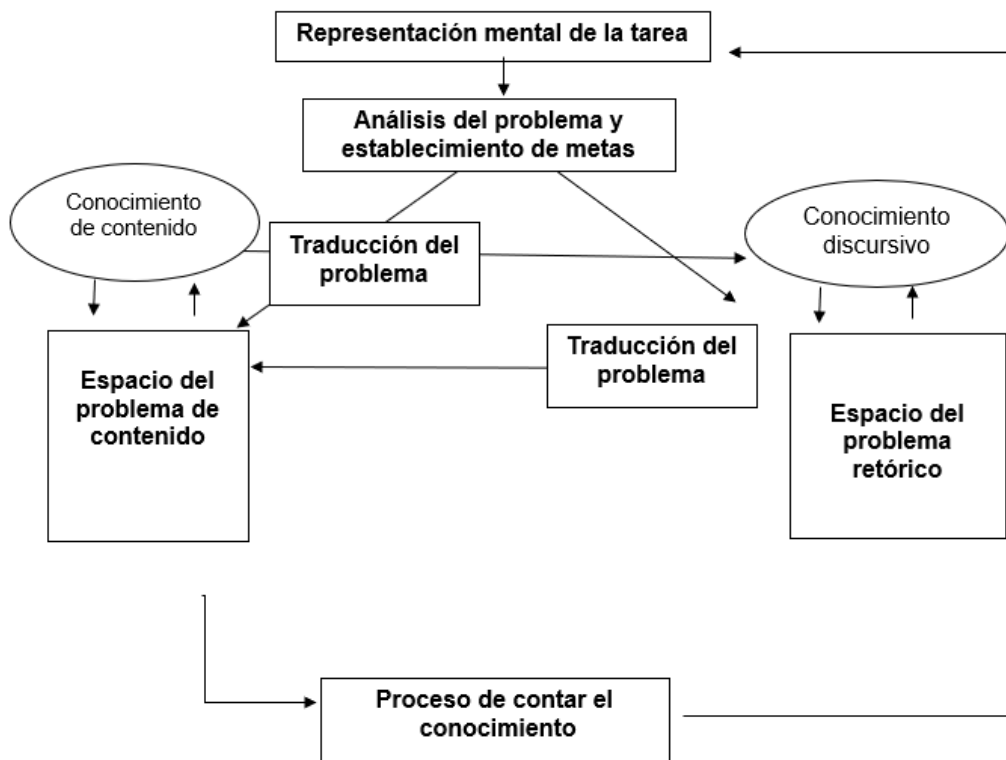 Representación mental de la tarea
Análisis del problema y
establecimiento de metas
Conocimiento
de contenido
Traducción del
problema
Conocimiento
discursivo
Traducción del
problema
Espacio del
problema de
contenido
Espacio del
problema
retórico
Proceso de contar el
conocimiento